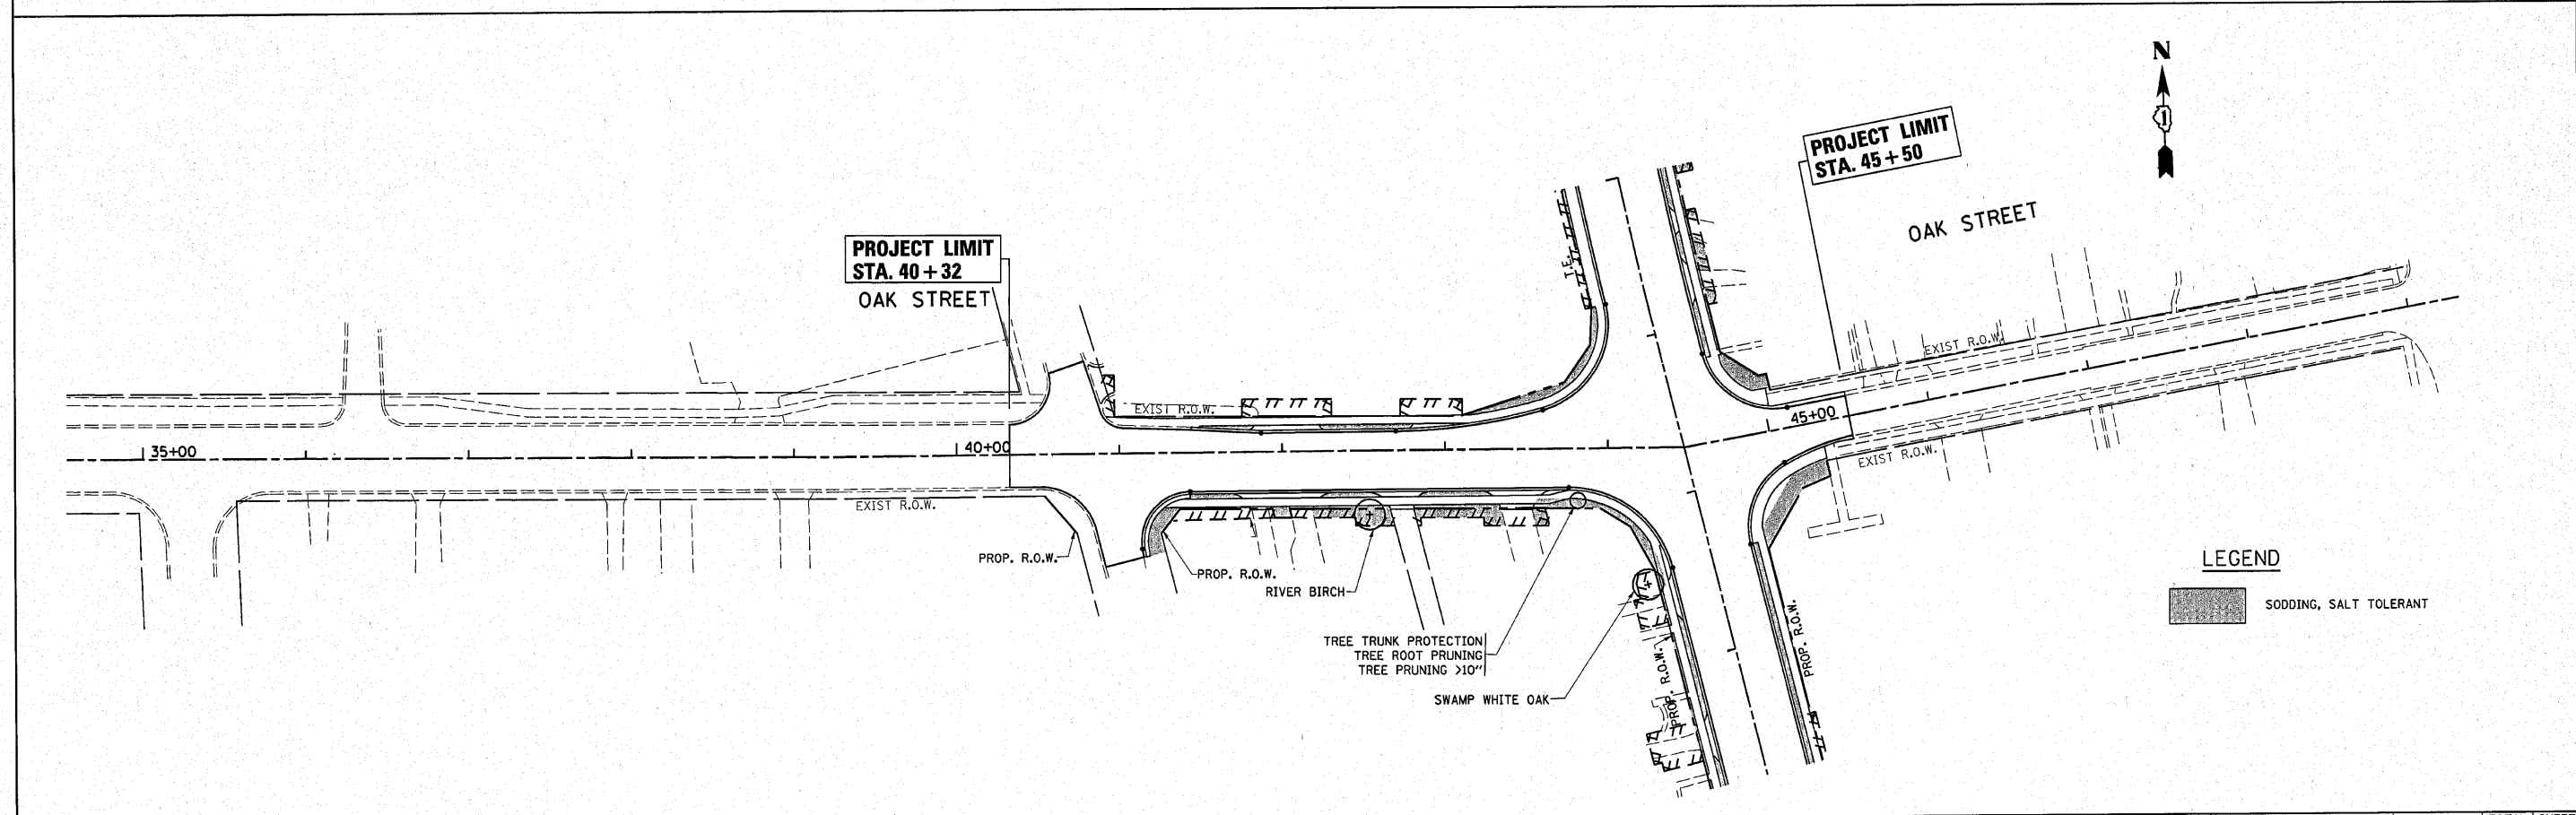 N
1
PROJECT LIMIT
STA. 45+50
OAK STREET
PROJECT LIMIT
STA. 40+32
OAK STREET
T.E.
EXIST R.O.W.
EXIST R.O.W.
35+00
40+00
45+00
EXIST R.O.W.
EXIST R.O.W.
PROP. R.O.W.
PROP. R.O.W.
RIVER BIRCH
TREE TRUNK PROTECTION
TREE ROOT PRUNING
TREE PRUNING >10"
SWAMP WHITE OAK
PROP. R.O.W.
PROP. R.O.W.
LEGEND
SODDING, SALT TOLERANT